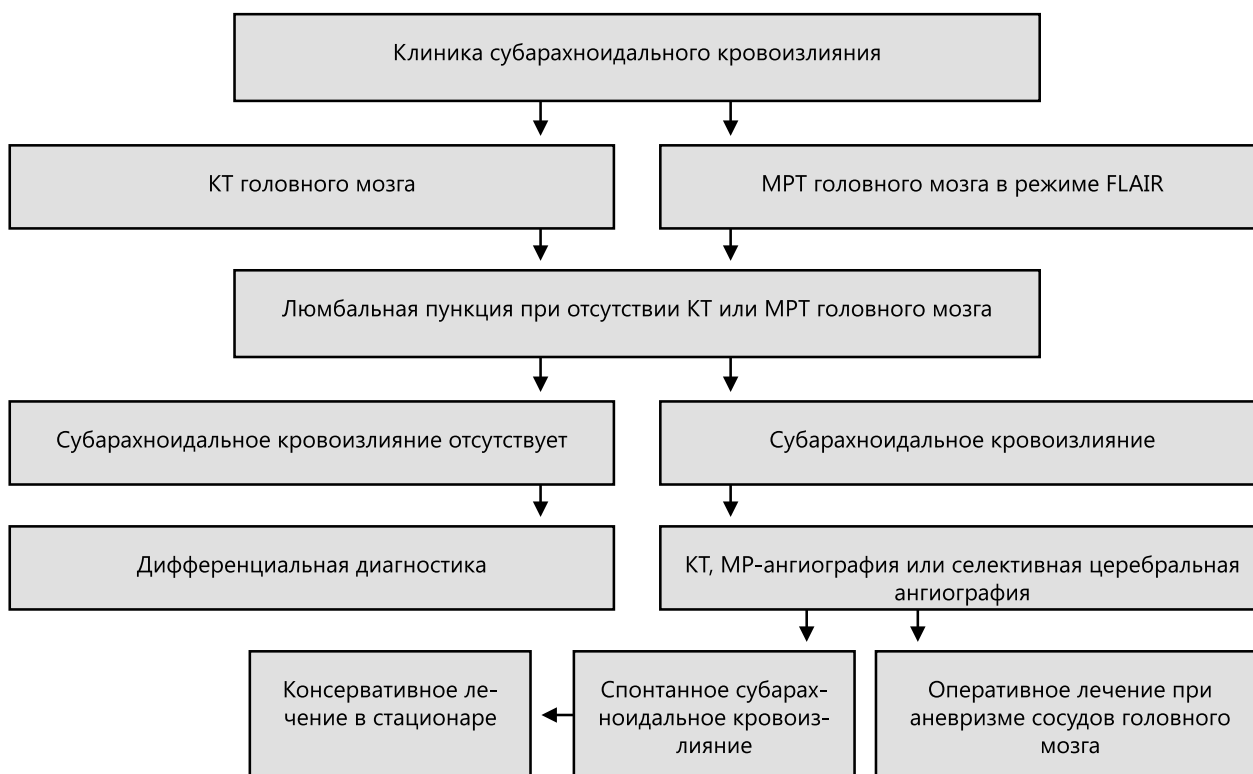 Клиника субарахноидального кровоизлияния
КТ головного мозга
МРТ головного мозга в режиме FLAIR
Люмбальная пункция при отсутствии КТ или МРТ головного мозга
Субарахноидальное кровоизлияние отсутствует
Субарахноидальное кровоизлияние
Дифференциальная диагностика
КТ, МР-ангиография или селективная церебральная
ангиография
Консервативное ле-
чение в стационаре
Спонтанное субарах-
ноидальное кровоиз-
лияние
Оперативное лечение при
аневризме сосудов головного
мозга